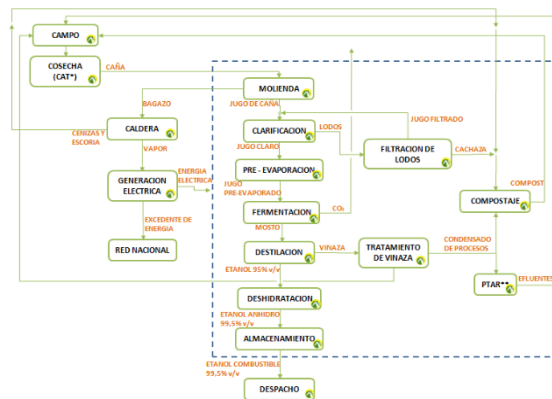 CAMPO
COSECHA
(CAT*)
CAÑA
MOLIENDA
BAGAZO
JUGO DE CAÑA
JUGO FILTRADO
CALDERA
CENIZAS Y
ESCORIA
CLARIFICACION
LODOS
FILTRACION DE
LODOS
CACHAZA
VAPOR
JUGO CLARO
GENERACION
ELECTRICA
ENERGIA
ELECTRICA
PRE - EVAPORACION
JUGO
PRE-EVAPORADO
COMPOST
COMPOSTAJE
FERMENTACION
CO₂
EXCEDENTE DE
ENERGIA
MOSTO
RED NACIONAL
DESTILACION
VINAZA
TRATAMIENTO
DE VINAZA
CONDENSADO
DE PROCESOS
ETANOL 95% v/v
PTAR**
EFLUENTES
DESHIDRATACION
ETANOL ANHIDRO
99,5% v/v
ALMACENAMIENTO
ETANOL COMBUSTIBLE
99,5% v/v
DESPACHO